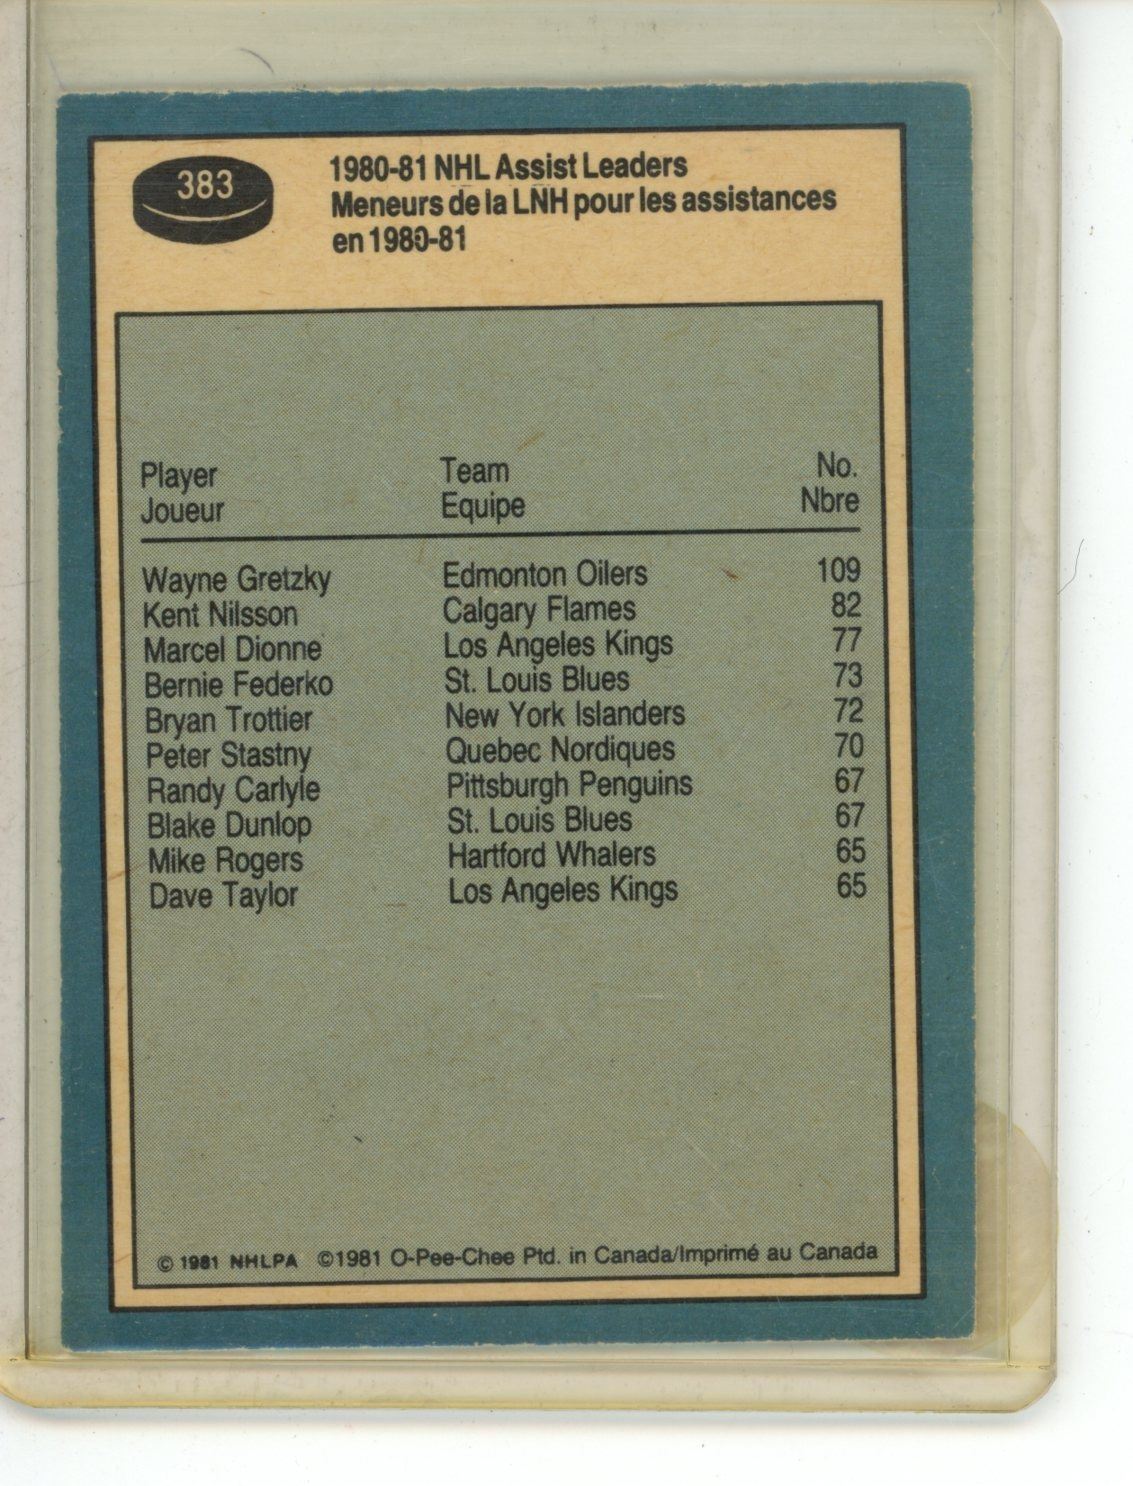 383
1980-81 NHL Assist Leaders
Meneurs de la LNH pour les assistances
en 1980-81
Player Team No.
Joueur Equipe Nbre
Wayne Gretzky Edmonton Oilers 109
Kent Nilsson Calgary Flames 82
Marcel Dionne Los Angeles Kings 77
Bernie Federko St. Louis Blues 73
Bryan Trottier New York Islanders 72
Peter Stastny Quebec Nordiques 70
Randy Carlyle Pittsburgh Penguins 67
Blake Dunlop St. Louis Blues 67
Mike Rogers Hartford Whalers 65
Dave Taylor Los Angeles Kings 65
© 1981 NHLPA ©1981 O-Pee-Chee Ptd. in Canada/Imprimé au Canada